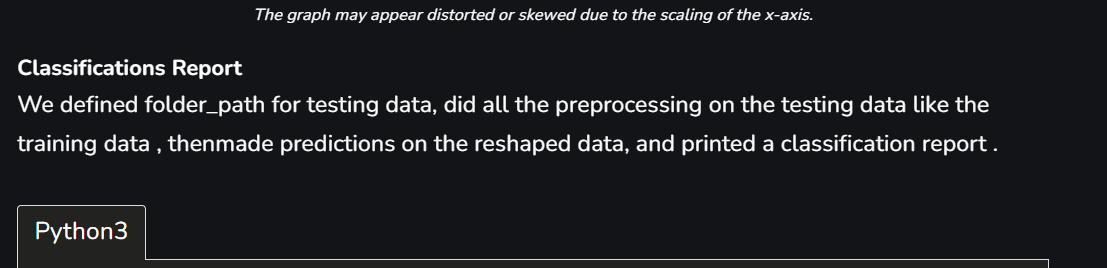 The graph may appear distorted or skewed due to the scaling of the x-axis.
Classifications Report
We defined folder_path for testing data, did all the preprocessing on the testing data like the
training data , thenmade predictions on the reshaped data, and printed a classification report .
Python3